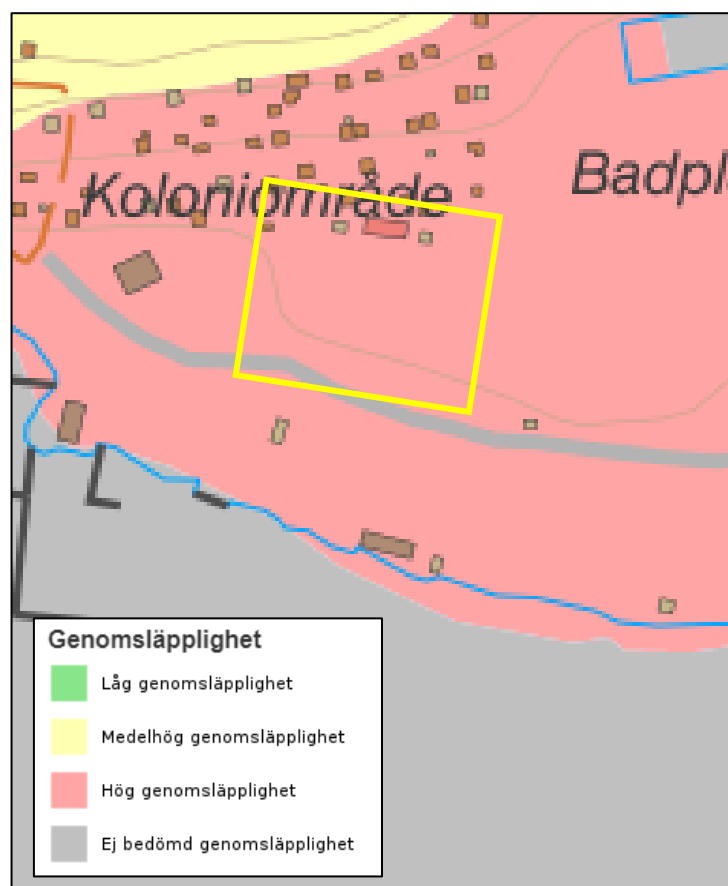 Koloniområde
Badpl
Genomsläpplighet
Låg genomsläpplighet
Medelhög genomsläpplighet
Hög genomsläpplighet
Ej bedömd genomsläpplighet